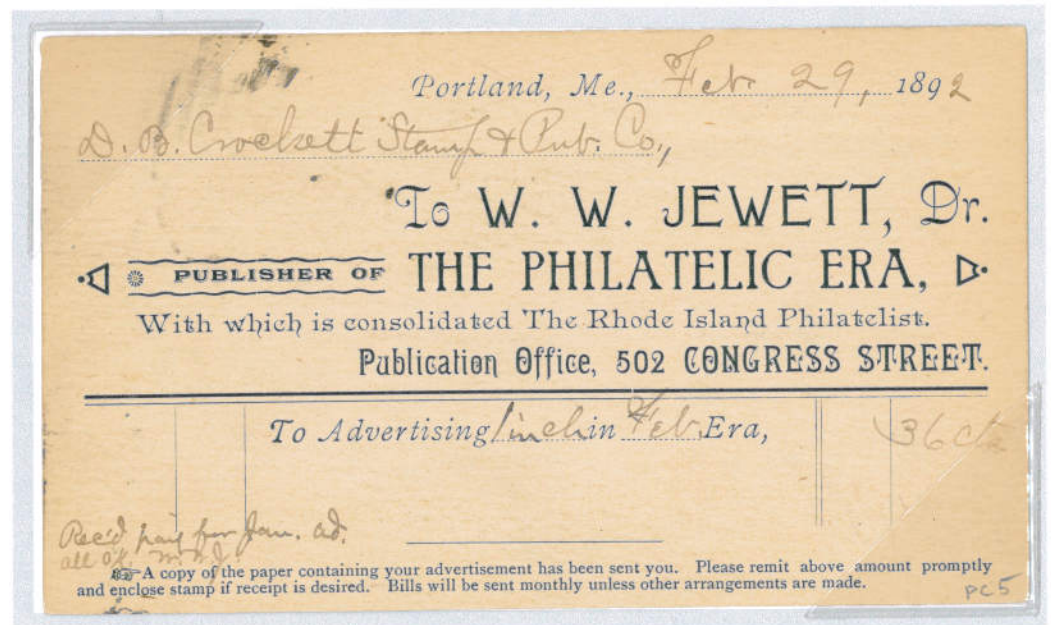 Portland, Me., Feb. 29, 1892
D. B. Crockett Stamp & Pub. Co.,
To W. W. JEWETT, Dr.
PUBLISHER OF THE PHILATELIC ERA,
With which is consolidated The Rhode Island Philatelist.
Publication Office, 502 CONGRESS STREET.
To Advertising 1 inch in Feb. Era, 36 cts
Rec'd pay for Jan. ad.
all O.K. W. W. J.
☞ A copy of the paper containing your advertisement has been sent you. Please remit above amount promptly
and enclose stamp if receipt is desired. Bills will be sent monthly unless other arrangements are made.
PC5